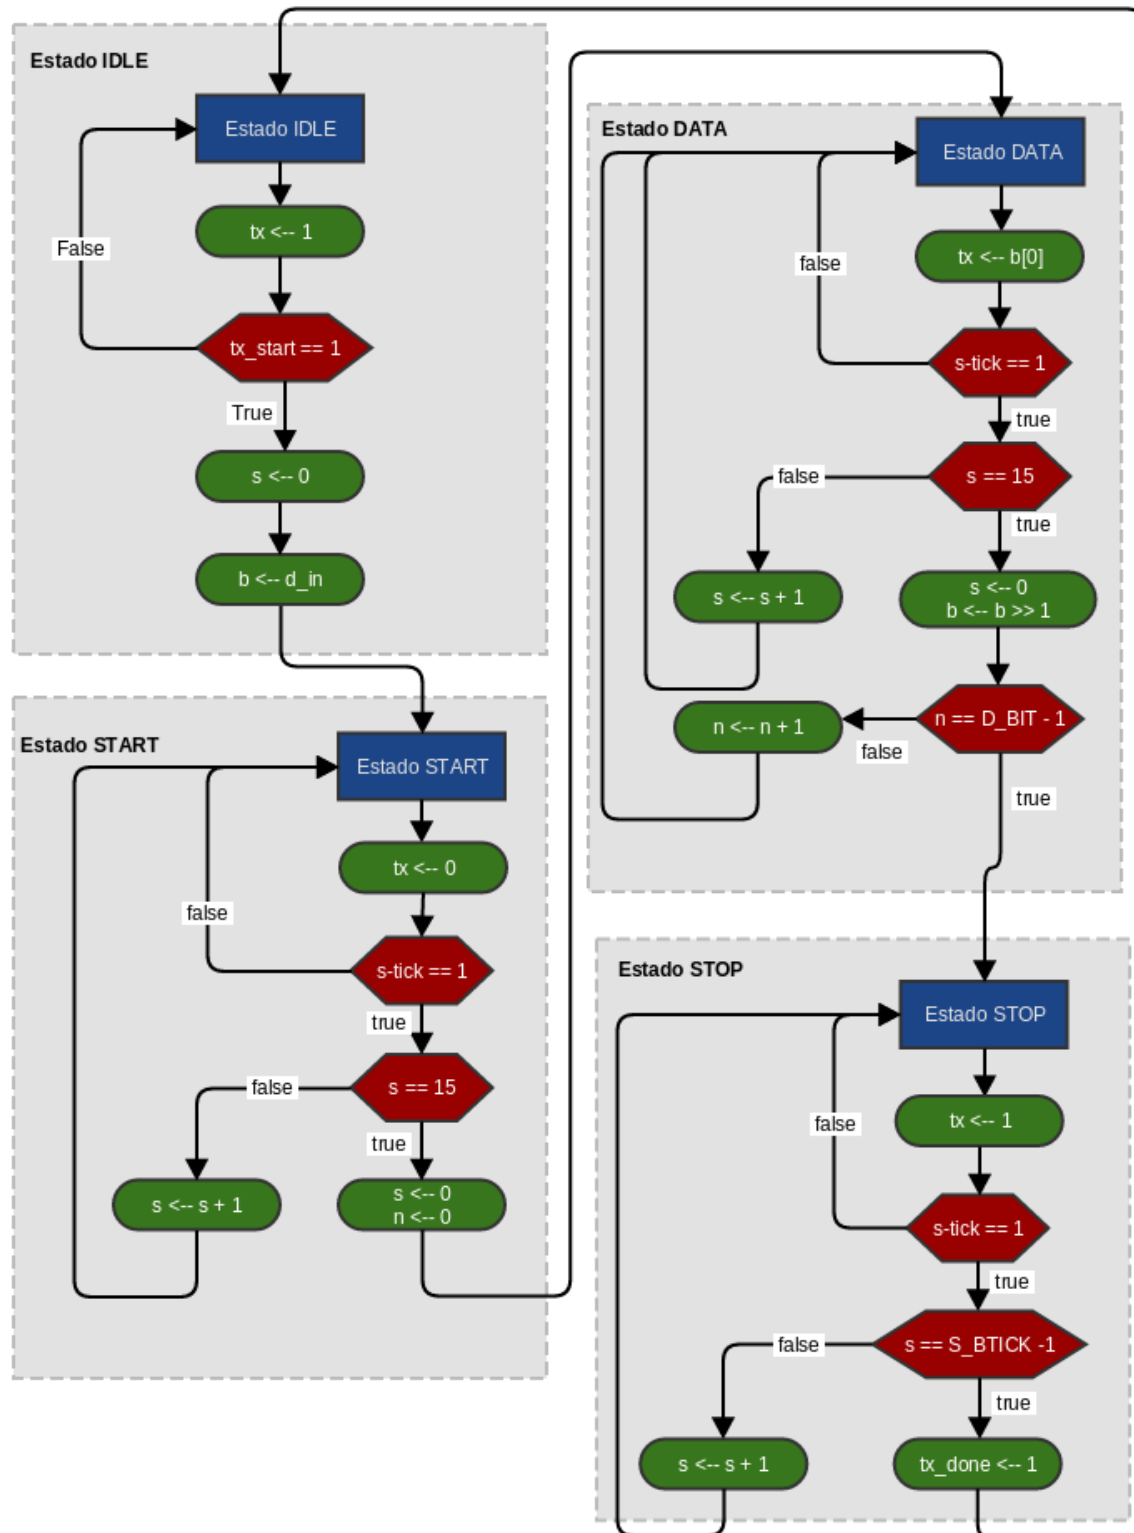 Estado IDLE
Estado IDLE
tx <-- 1
False
tx_start == 1
True
s <-- 0
b <-- d_in
Estado START
Estado START
tx <-- 0
false
s-tick == 1
true
s == 15
false
true
s <-- s + 1
s <-- 0
n <-- 0
Estado DATA
Estado DATA
tx <-- b[0]
false
s-tick == 1
true
s == 15
false
true
s <-- s + 1
s <-- 0
b <-- b >> 1
n == D_BIT - 1
n <-- n + 1
false
true
Estado STOP
Estado STOP
tx <-- 1
false
s-tick == 1
true
s == S_BTICK -1
false
true
s <-- s + 1
tx_done <-- 1